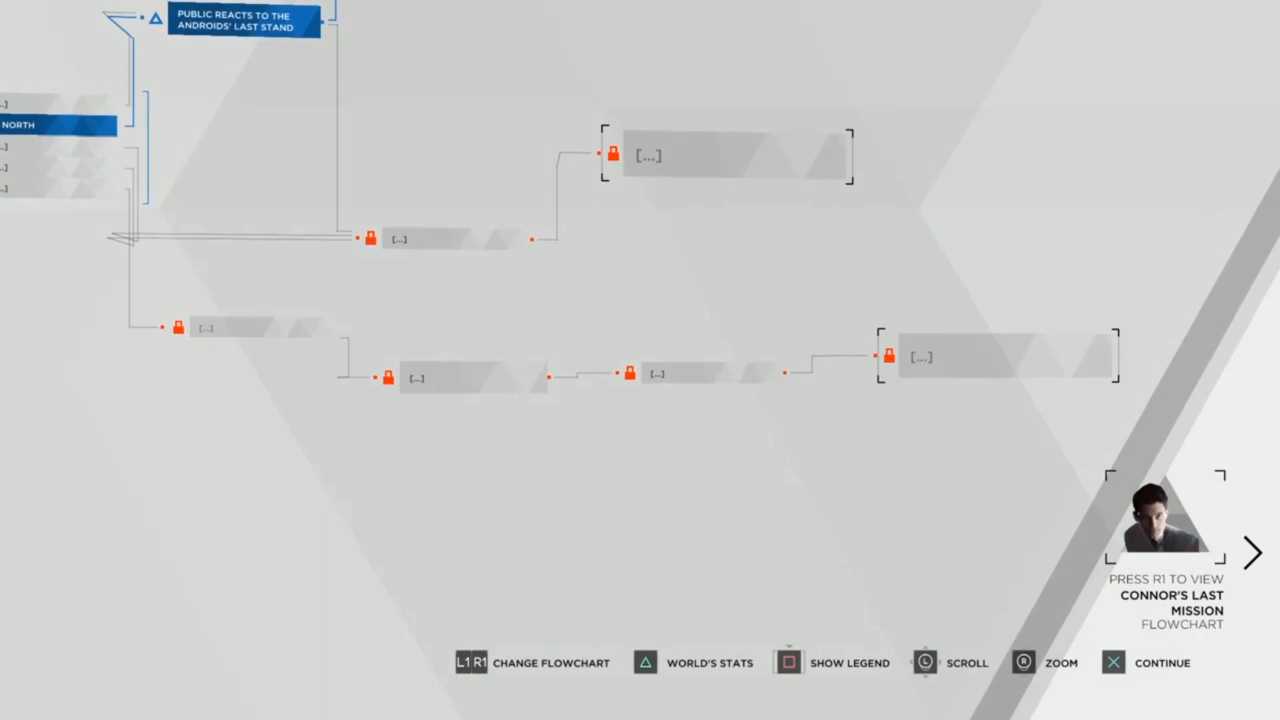 PUBLIC REACTS TO THE
ANDROIDS' LAST STAND
...]
NORTH
...]
...]
...]
[...]
[...]
[...]
[...]
[...]
[...]
PRESS R1 TO VIEW
CONNOR'S LAST
MISSION
FLOWCHART
L1 R1 CHANGE FLOWCHART
WORLD'S STATS
SHOW LEGEND
L SCROLL
R ZOOM
CONTINUE